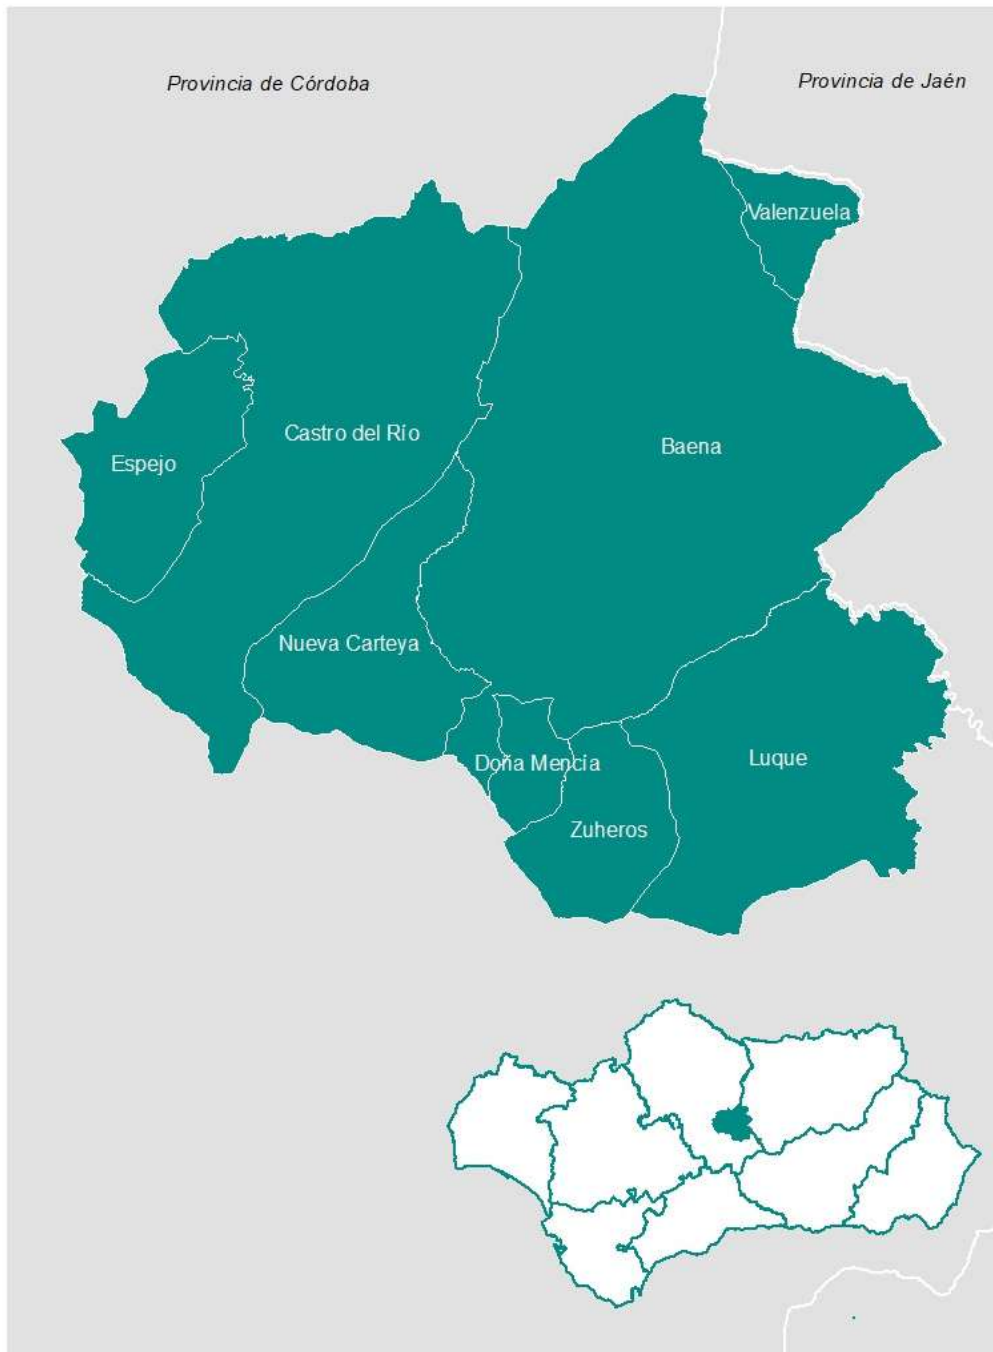 Provincia de Córdoba
Provincia de Jaén
Valenzuela
Castro del Río
Baena
Espejo
Nueva Carteya
Doña Mencía
Luque
Zuheros